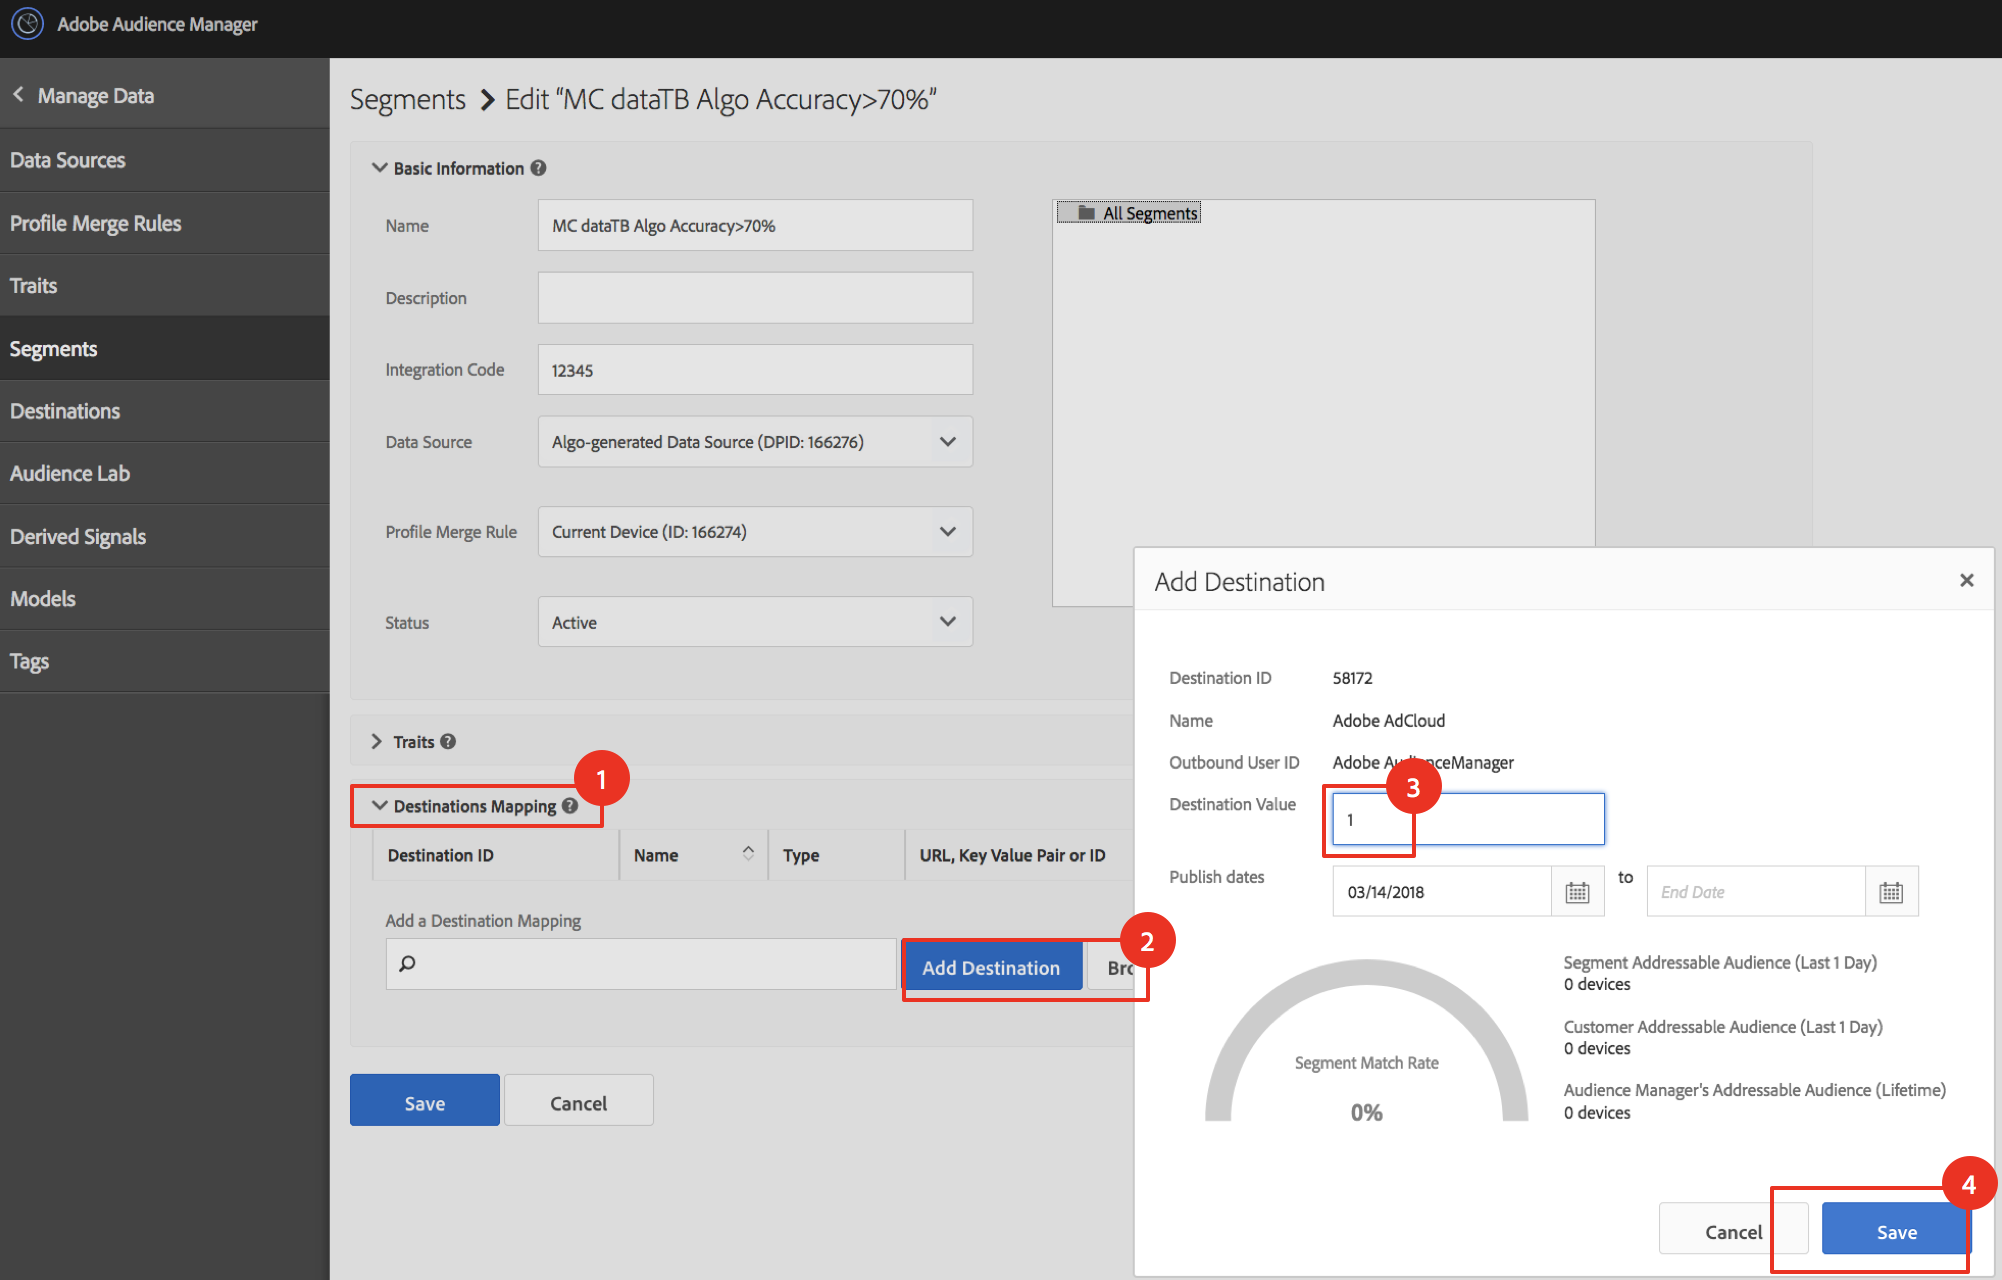 Adobe Audience Manager
Manage Data
Data Sources
Profile Merge Rules
Traits
Segments
Destinations
Audience Lab
Derived Signals
Models
Tags
Segments > Edit “MC dataTB Algo Accuracy>70%”
Basic Information ?
Name MC dataTB Algo Accuracy>70%
All Segments
Description
Integration Code 12345
Data Source Algo-generated Data Source (DPID: 166276)
Profile Merge Rule Current Device (ID: 166274)
Status Active
Traits ?
1
Destinations Mapping ?
Destination ID Name Type URL, Key Value Pair or ID
Add a Destination Mapping
2
Add Destination Bro
Save Cancel
Add Destination ×
Destination ID 58172
Name Adobe AdCloud
Outbound User ID Adobe AudienceManager
3
Destination Value 1
Publish dates 03/14/2018 to End Date
Segment Match Rate
0%
Segment Addressable Audience (Last 1 Day)
0 devices
Customer Addressable Audience (Last 1 Day)
0 devices
Audience Manager's Addressable Audience (Lifetime)
0 devices
4
Cancel Save